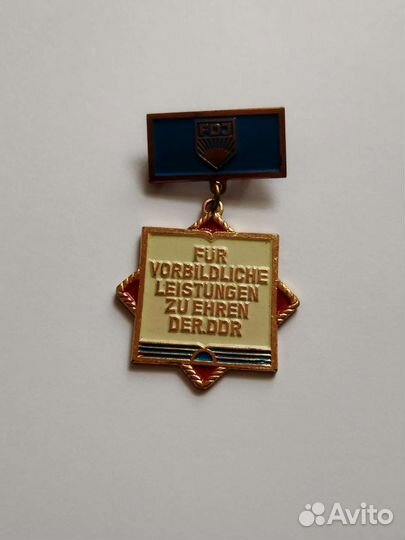 FDJ
FÜR
VORBILDLICHE
LEISTUNGEN
ZU EHREN
DER.DDR
Avito